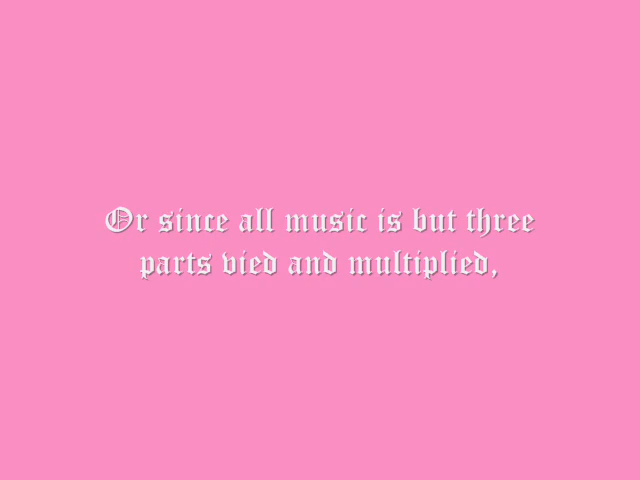 Or since all music is but three
parts vied and multiplied,